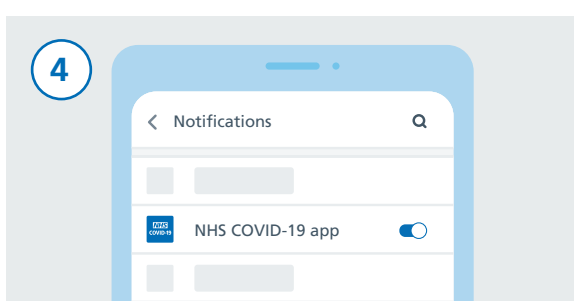 4
Notifications
NHS
COVID-19
NHS COVID-19 app